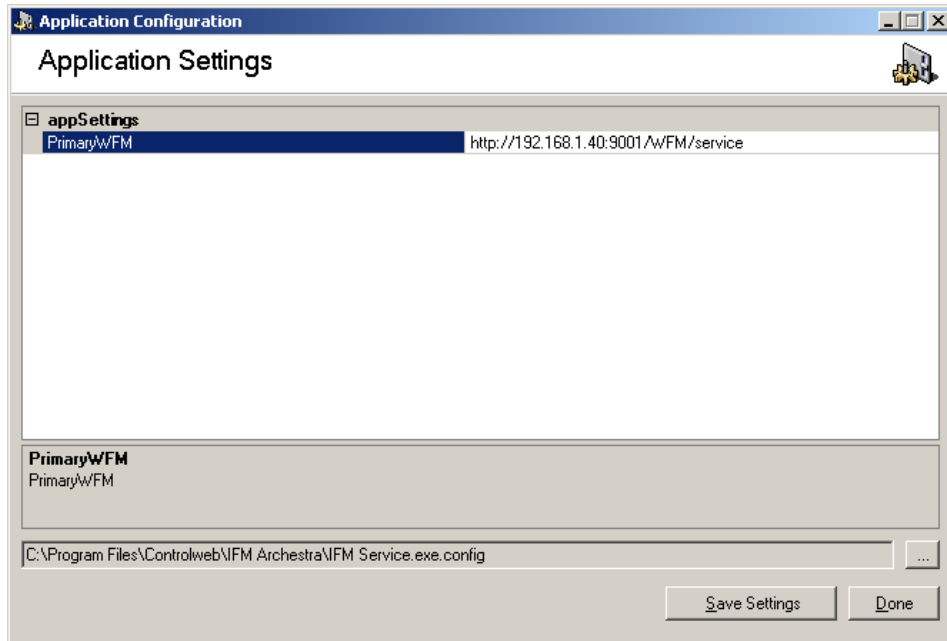 Application Configuration
Application Settings
appSettings
PrimaryWFM http://192.168.1.40:9001/WFM/service
PrimaryWFM
PrimaryWFM
C:\Program Files\Controlweb\IFM Archestra\IFM Service.exe.config
...
Save Settings Done